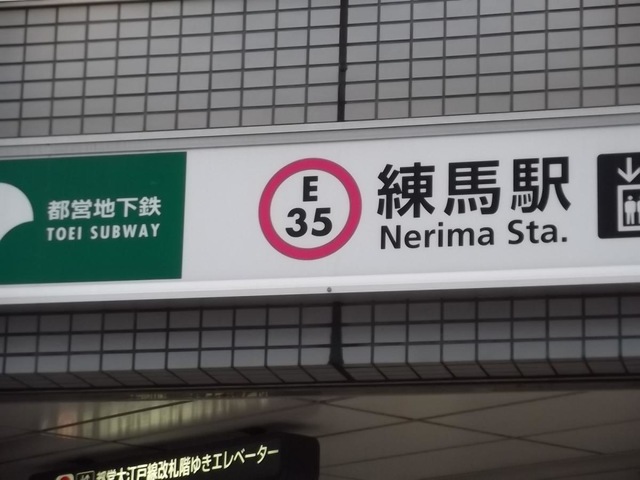 都営地下鉄
TOEI SUBWAY
E
35
練馬駅
Nerima Sta.
都営大江戸線改札階ゆきエレベーター